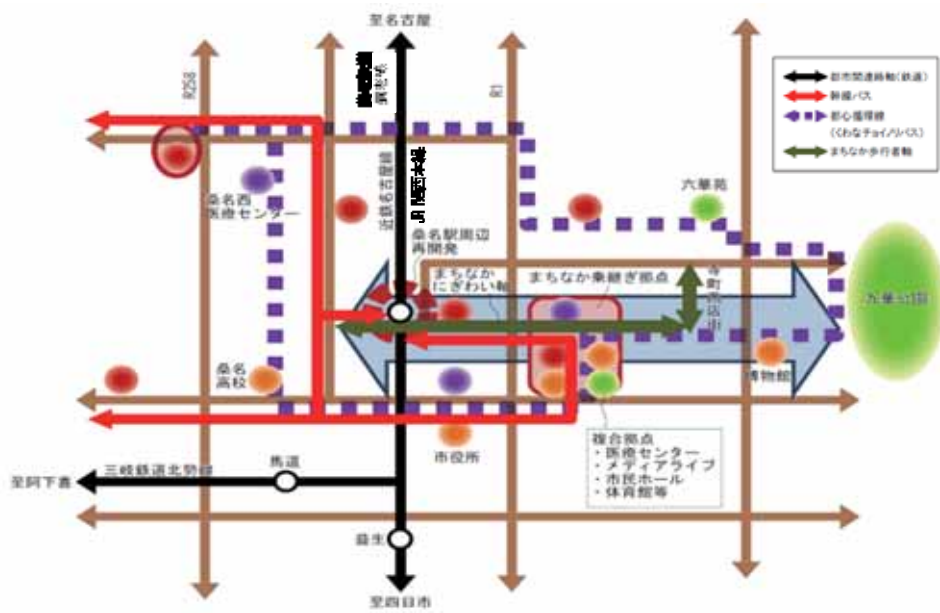 至名古屋
R258
R1
近鉄名古屋線
JR関西本線
都市間連絡軸(鉄道)
幹線バス
都心循環線
(くわなチョイノリバス)
まちなか歩行者軸
桑名西
医療センター
六華苑
桑名駅周辺
再開発
まちなか
にぎわい軸
まちなか乗継ぎ拠点
寺町商店街
九華公園
桑名
高校
博物館
市役所
複合拠点
・医療センター
・メディアライブ
・市民ホール
・体育館等
三岐鉄道北勢線
馬道
至阿下喜
益生
至四日市